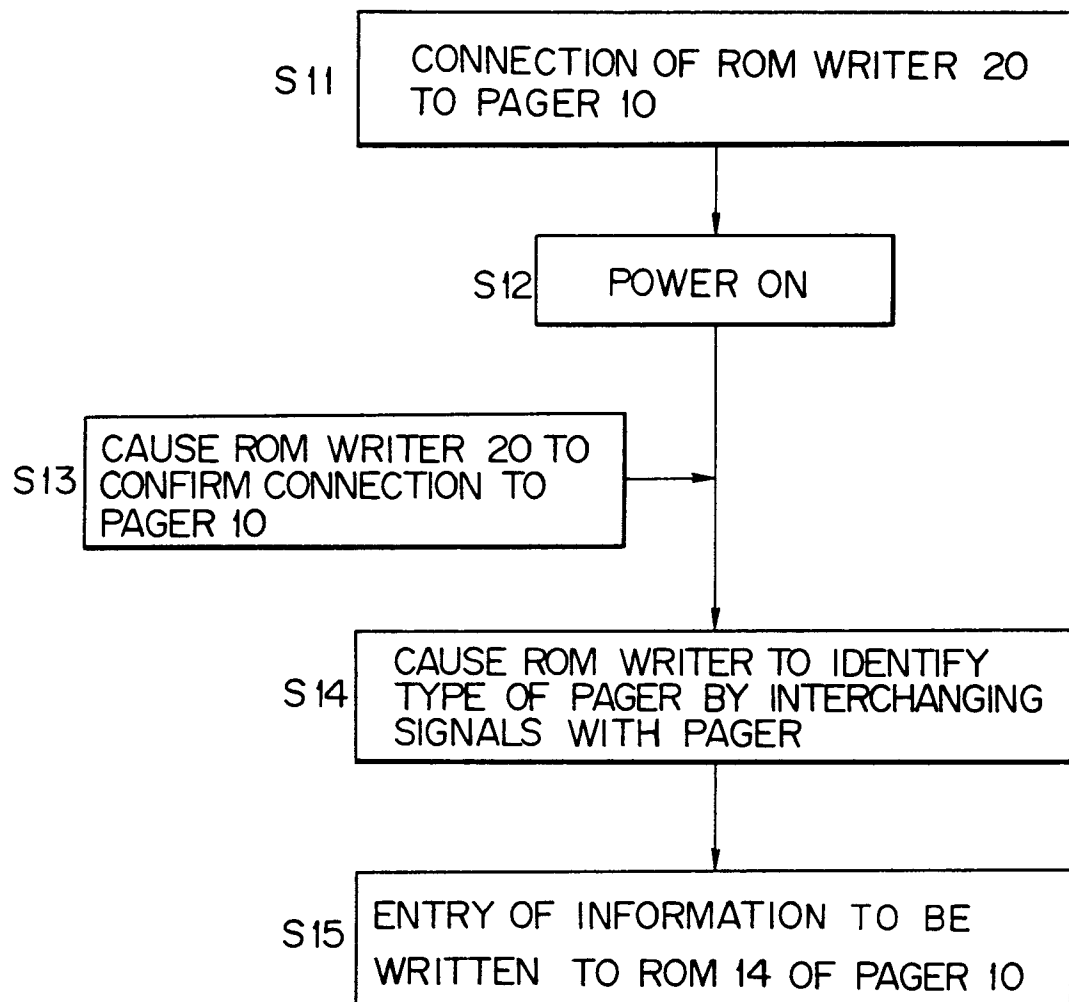 S11
CONNECTION OF ROM WRITER 20
TO PAGER 10
S12
POWER ON
S13
CAUSE ROM WRITER 20 TO
CONFIRM CONNECTION TO
PAGER 10
S14
CAUSE ROM WRITER TO IDENTIFY
TYPE OF PAGER BY INTERCHANGING
SIGNALS WITH PAGER
S15
ENTRY OF INFORMATION TO BE
WRITTEN TO ROM 14 OF PAGER 10